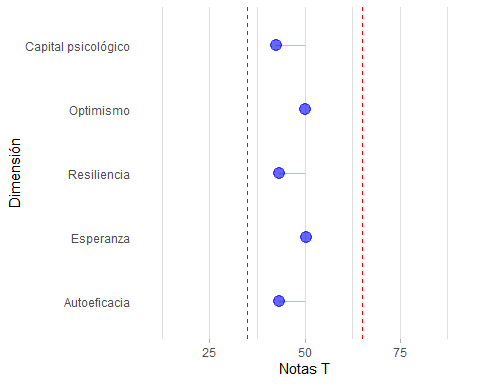 Capital psicológico
Optimismo
Resiliencia
Esperanza
Autoeficacia
Dimensión
25
50
75
Notas T